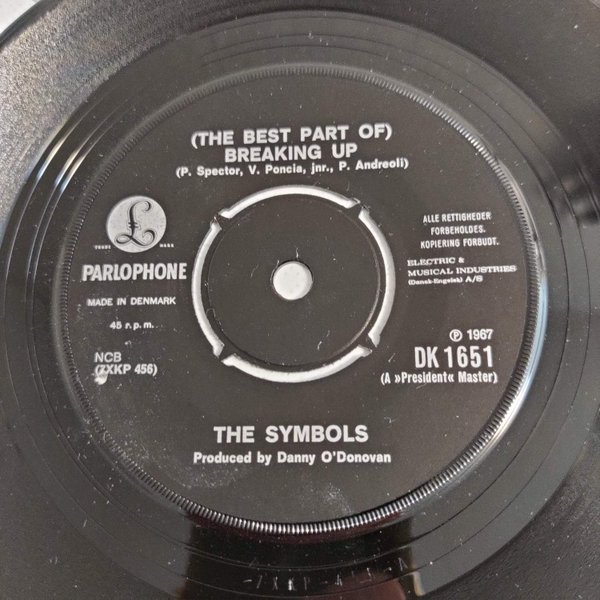 (THE BEST PART OF)
BREAKING UP
(P. Spector, V. Poncia, jnr., P. Andreoli)
£
TRADE MARK
PARLOPHONE
MADE IN DENMARK
45 r.p.m.
NCB
(7XKP 456)
ALLE RETTIGHEDER
FORBEHOLDES.
KOPIERING FORBUDT.
ELECTRIC &
MUSICAL INDUSTRIES
(Dansk-Engelsk) A/S
Ⓟ 1967
DK 1651
(A »President« Master)
THE SYMBOLS
Produced by Danny O'Donovan